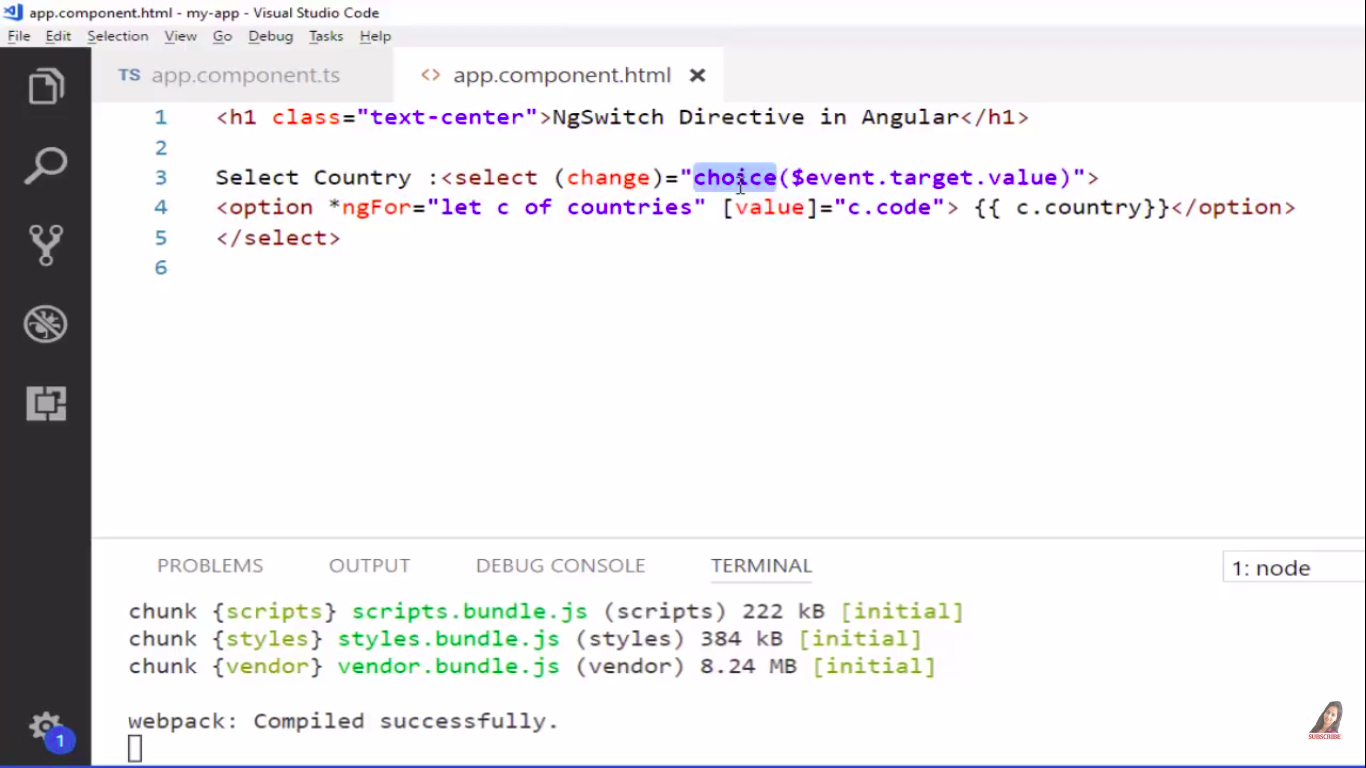 app.component.html - my-app - Visual Studio Code
File Edit Selection View Go Debug Tasks Help
TS app.component.ts <> app.component.html ×
1 <h1 class="text-center">NgSwitch Directive in Angular</h1>
2
3 Select Country :<select (change)="choice($event.target.value)">
4 <option *ngFor="let c of countries" [value]="c.code"> {{ c.country}}</option>
5 </select>
6
PROBLEMS OUTPUT DEBUG CONSOLE TERMINAL 1: node
chunk {scripts} scripts.bundle.js (scripts) 222 kB [initial]
chunk {styles} styles.bundle.js (styles) 384 kB [initial]
chunk {vendor} vendor.bundle.js (vendor) 8.24 MB [initial]
webpack: Compiled successfully.
1
SUBSCRIBE